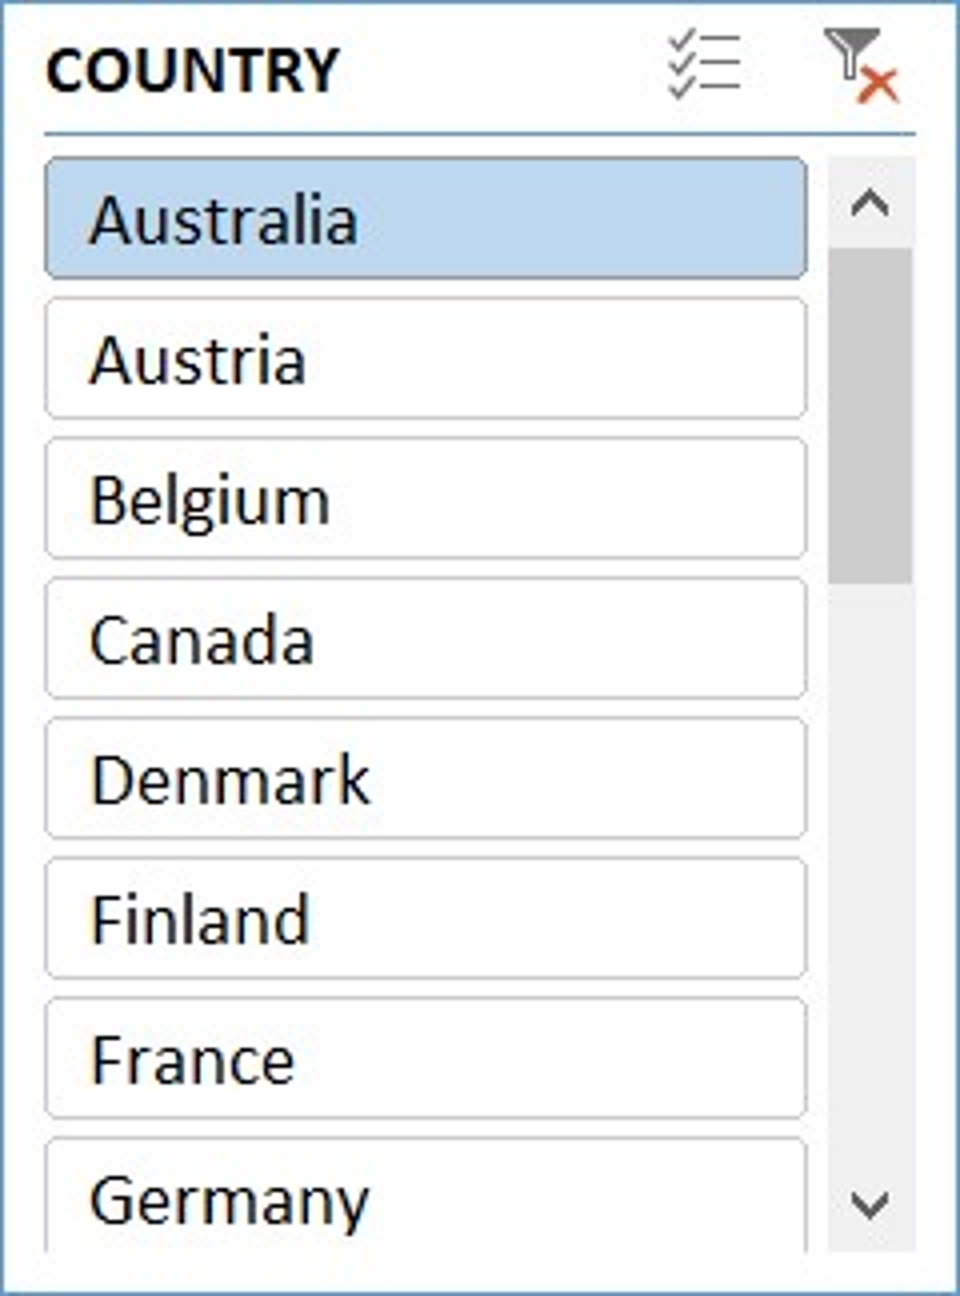 COUNTRY
Australia
Austria
Belgium
Canada
Denmark
Finland
France
Germany